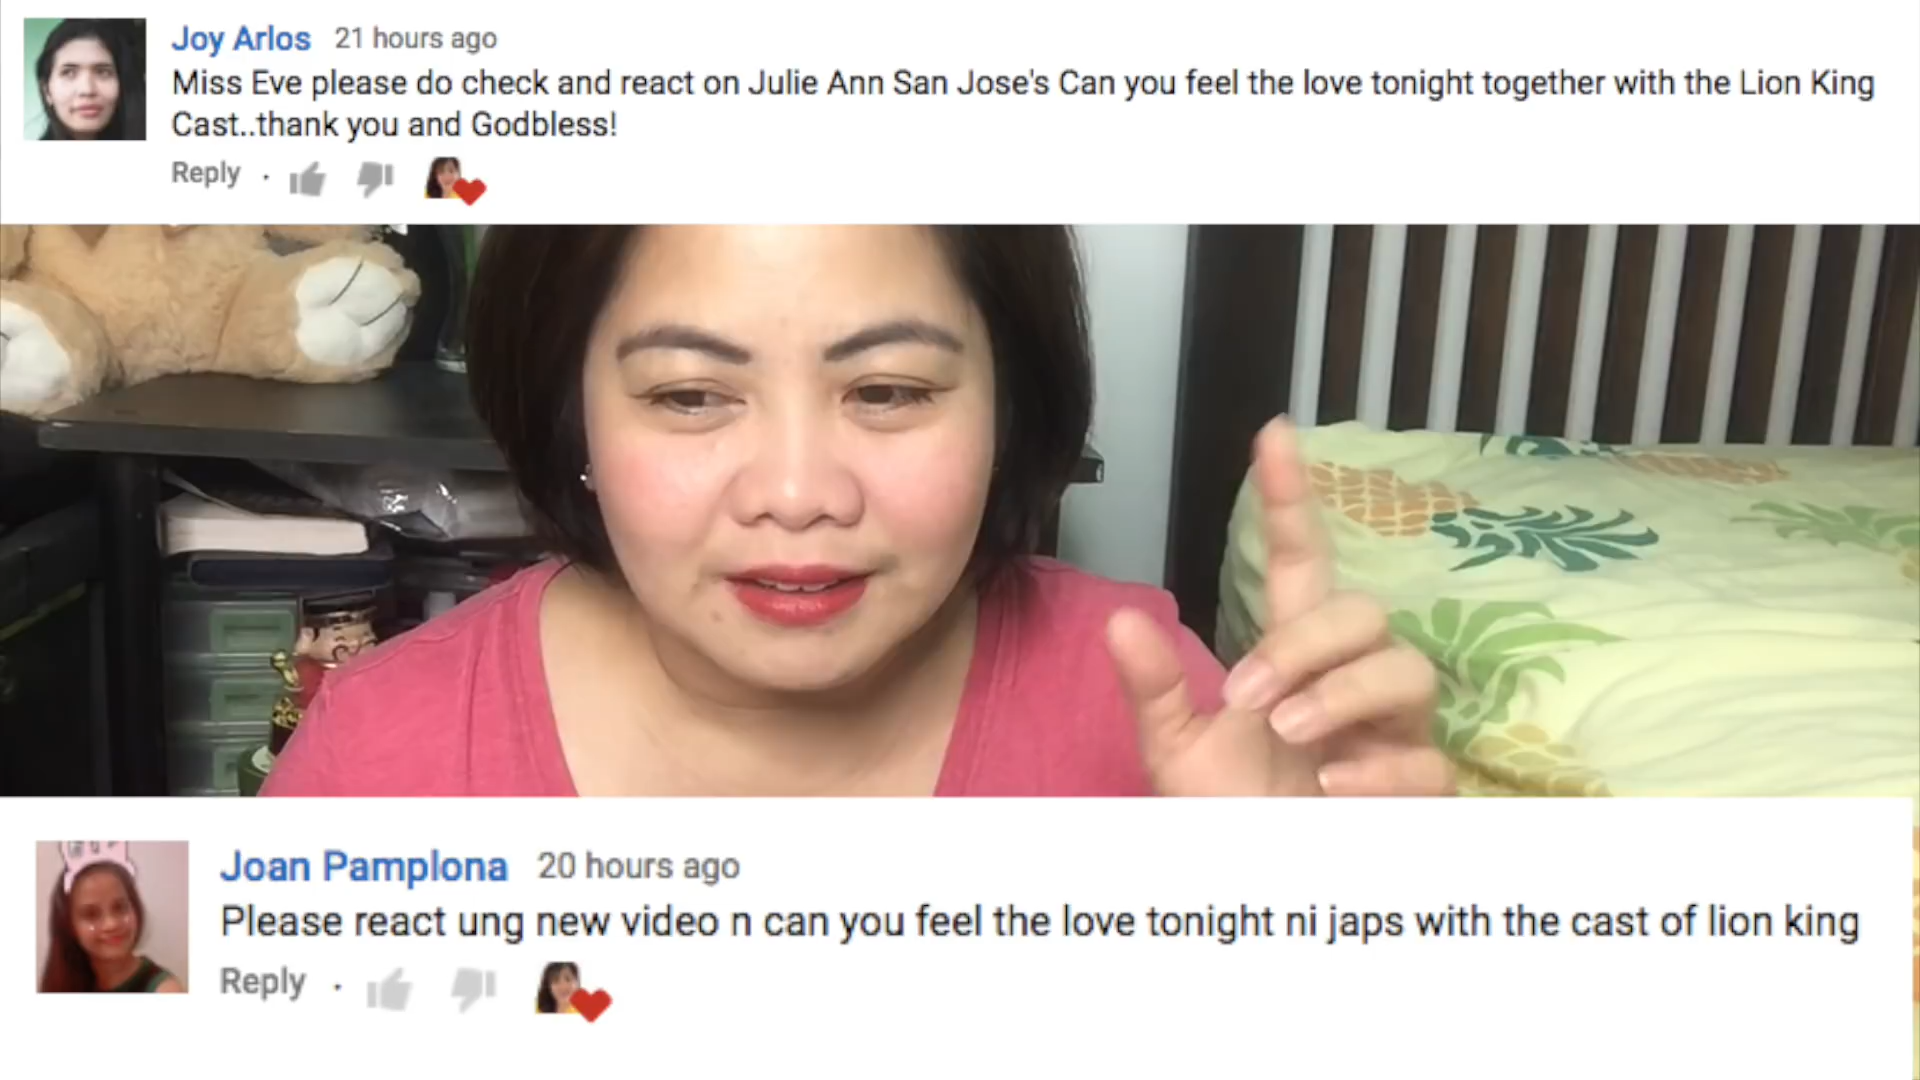 Joy Arlos 21 hours ago
Miss Eve please do check and react on Julie Ann San Jose's Can you feel the love tonight together with the Lion King
Cast..thank you and Godbless!
Reply
Joan Pamplona 20 hours ago
Please react ung new video n can you feel the love tonight ni japs with the cast of lion king
Reply